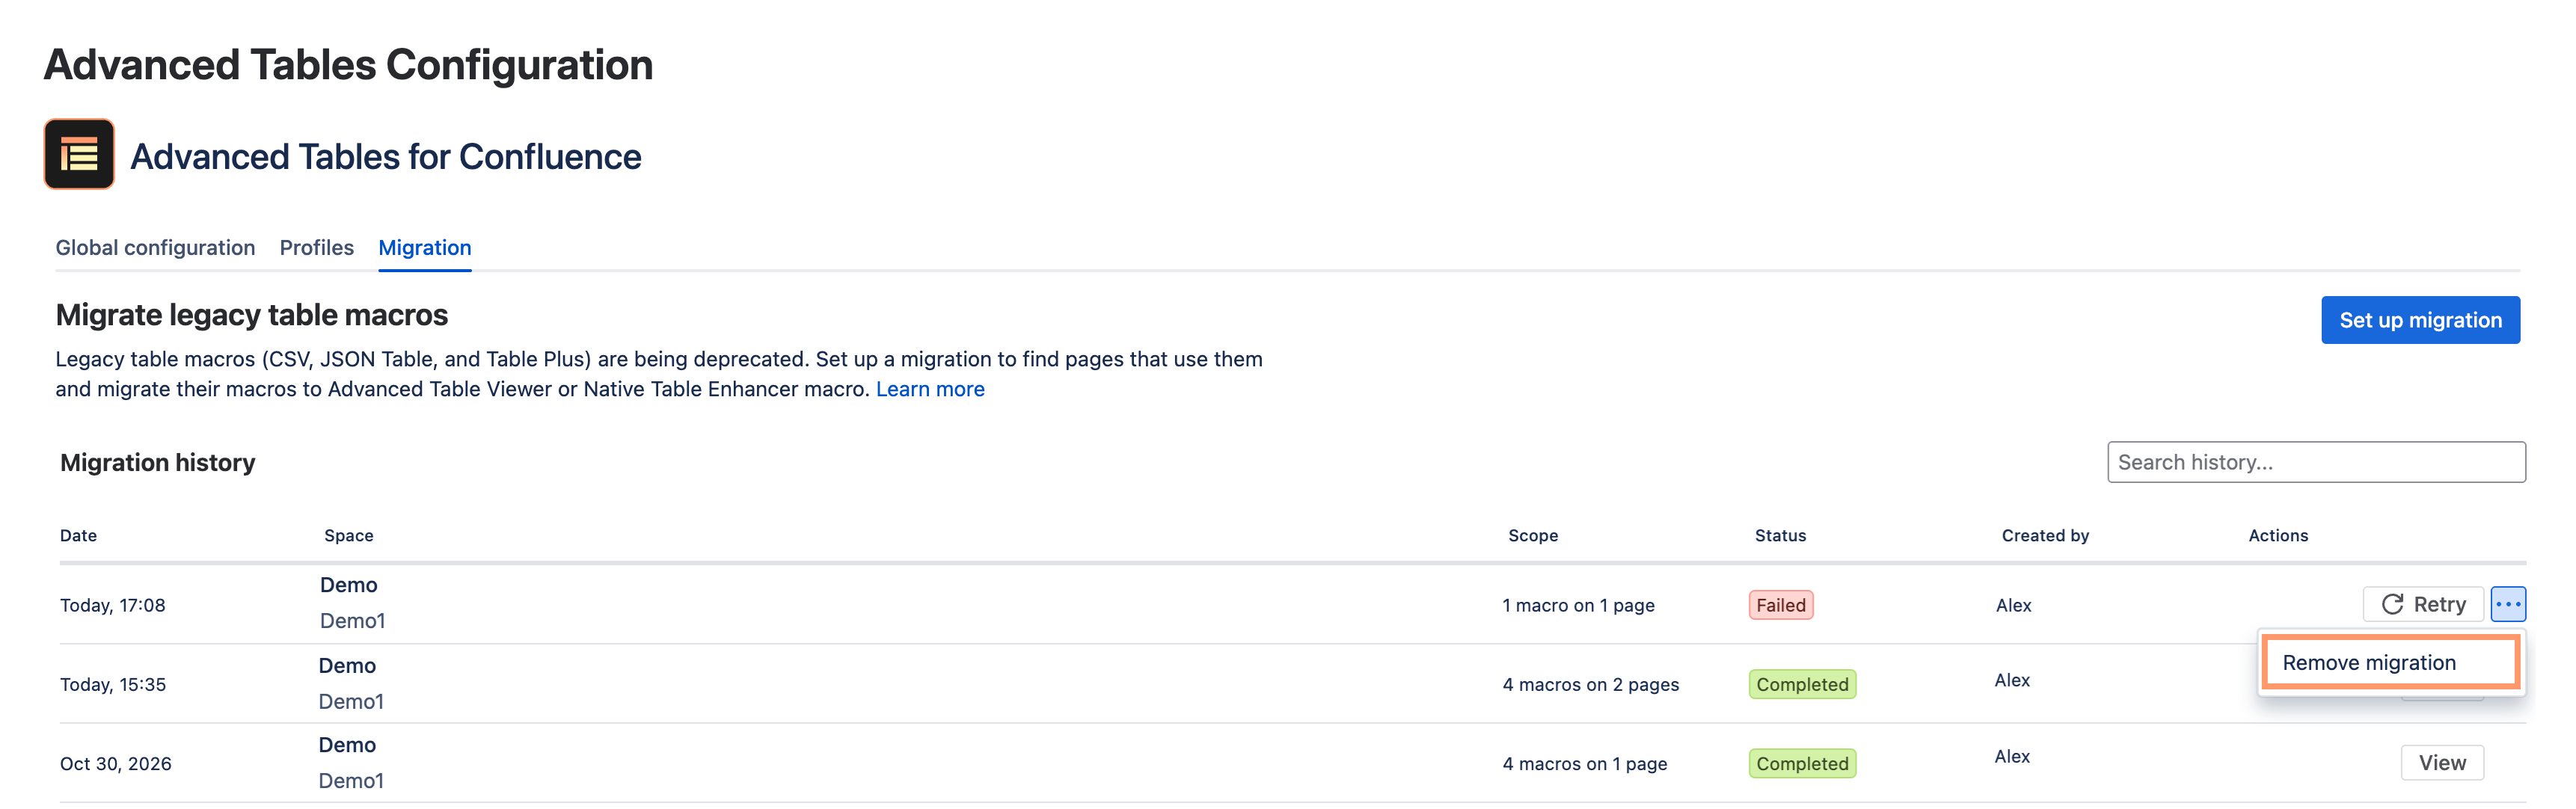 Advanced Tables Configuration
Advanced Tables for Confluence
Global configuration Profiles Migration
Migrate legacy table macros
Set up migration
Legacy table macros (CSV, JSON Table, and Table Plus) are being deprecated. Set up a migration to find pages that use them
and migrate their macros to Advanced Table Viewer or Native Table Enhancer macro. Learn more
Migration history
Search history...
Date Space Scope Status Created by Actions
Demo
Today, 17:08 1 macro on 1 page Failed Alex Retry ...
Demo1
Remove migration
Demo
Today, 15:35 4 macros on 2 pages Completed Alex
Demo1
Demo
Oct 30, 2026 4 macros on 1 page Completed Alex View
Demo1